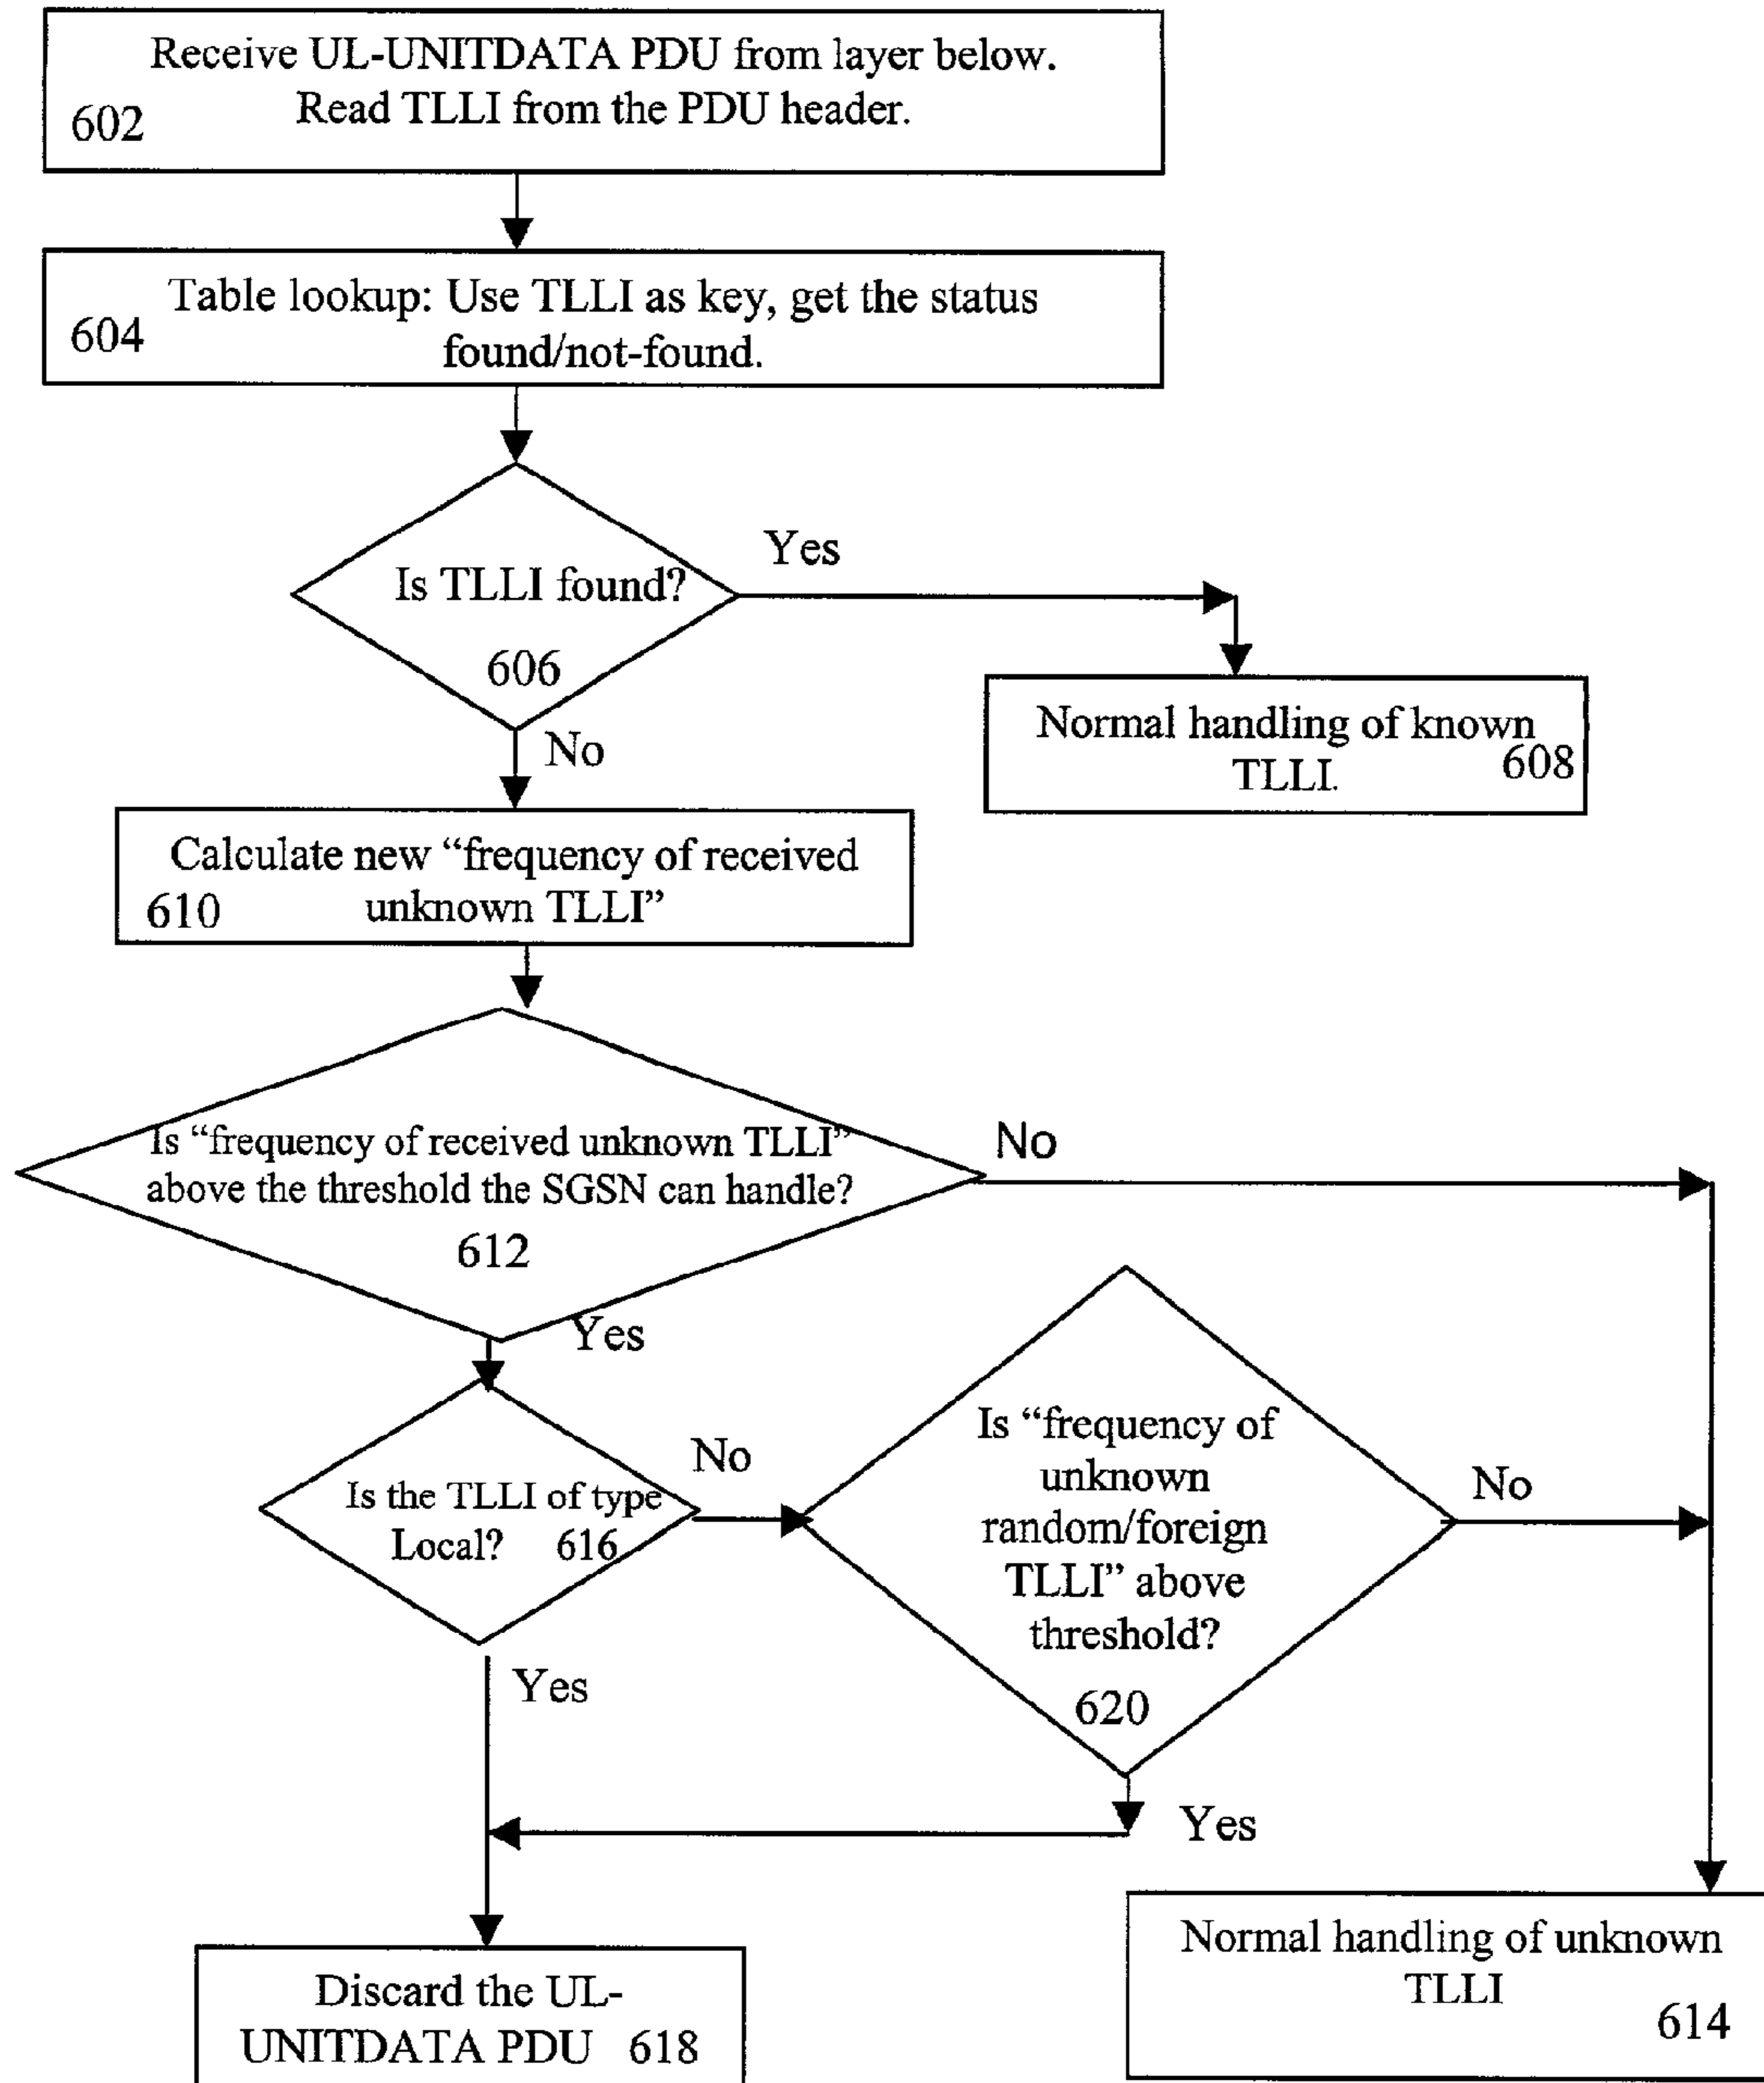 Receive UL-UNITDATA PDU from layer below.
Read TLLI from the PDU header.
602
Table lookup: Use TLLI as key, get the status
604
found/not-found.
Is TLLI found?
606
Yes
No
Normal handling of known
TLLI.
608
Calculate new “frequency of received
unknown TLLI”
610
Is “frequency of received unknown TLLI”
above the threshold the SGSN can handle?
612
No
Yes
Is the TLLI of type
Local? 616
No
Yes
Is “frequency of
unknown
random/foreign
TLLI” above
threshold?
620
No
Yes
Discard the UL-
UNITDATA PDU 618
Normal handling of unknown
TLLI
614